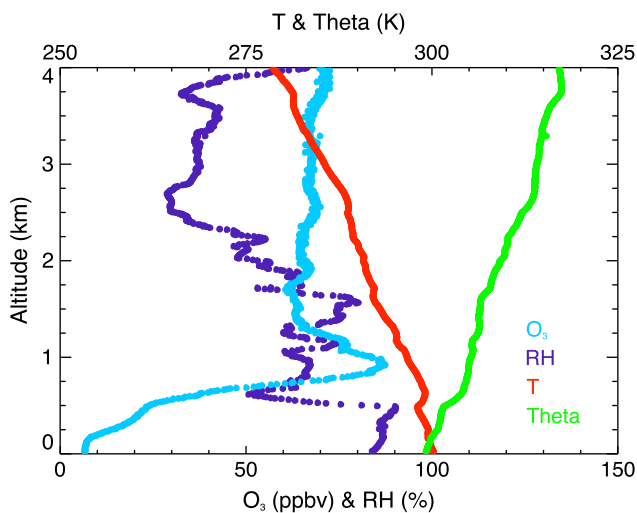 T & Theta (K)
250 275 300 325
4
3
2
1
0
Altitude (km)
O₃
RH
T
Theta
0 50 100 150
O₃ (ppbv) & RH (%)